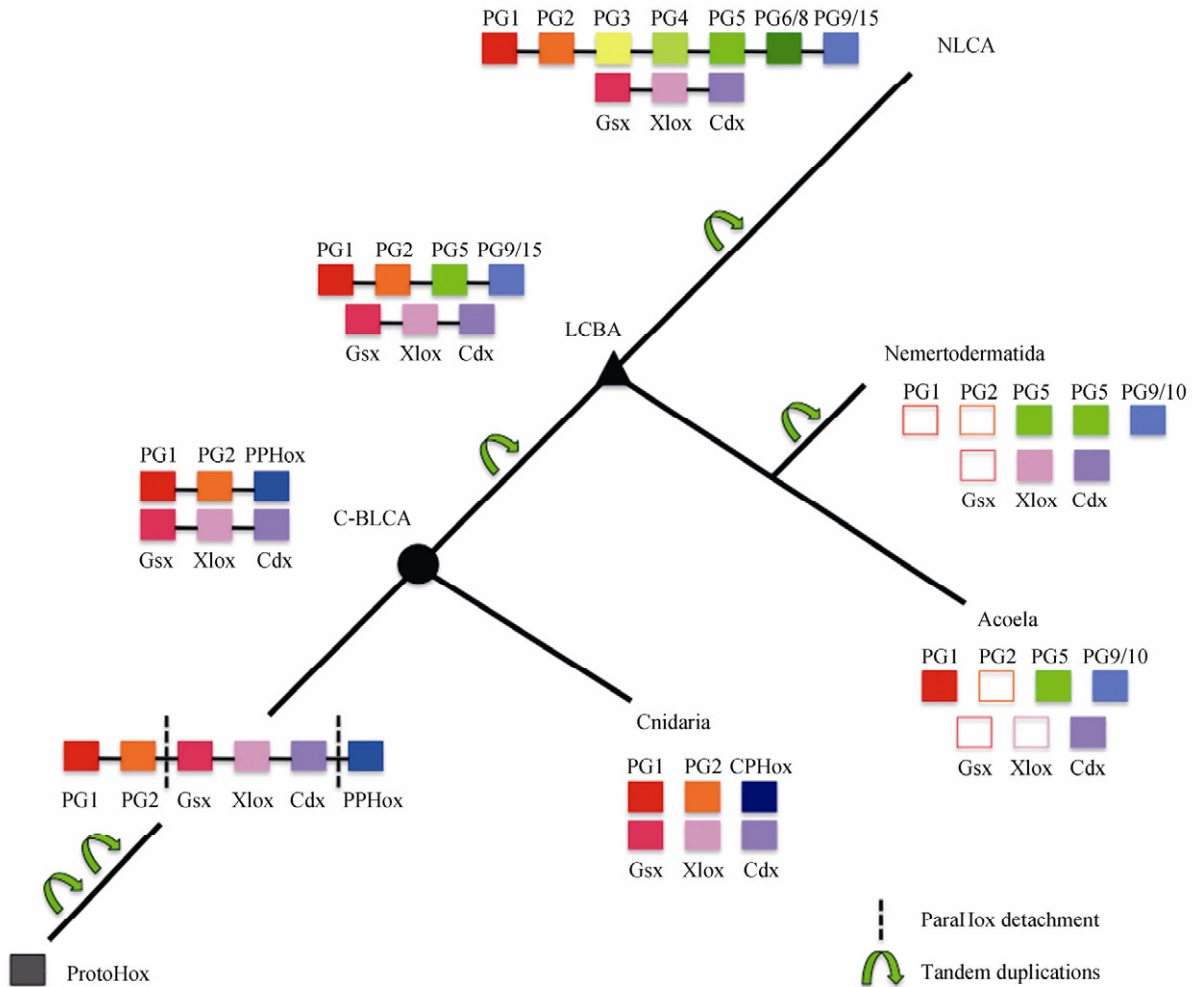 PG1 PG2 PG3 PG4 PG5 PG6/8 PG9/15
NLCA
Gsx Xlox Cdx
PG1 PG2 PG5 PG9/15
LCBA
Gsx Xlox Cdx
Nemertodermatida
PG1 PG2 PG5 PG5 PG9/10
Gsx Xlox Cdx
PG1 PG2 PPHox
C-BLCA
Gsx Xlox Cdx
Acoela
PG1 PG2 PG5 PG9/10
Gsx Xlox Cdx
Cnidaria
PG1 PG2 CPHox
Gsx Xlox Cdx
PG1 PG2 Gsx Xlox Cdx PPHox
ParaHox detachment
ProtoHox
Tandem duplications